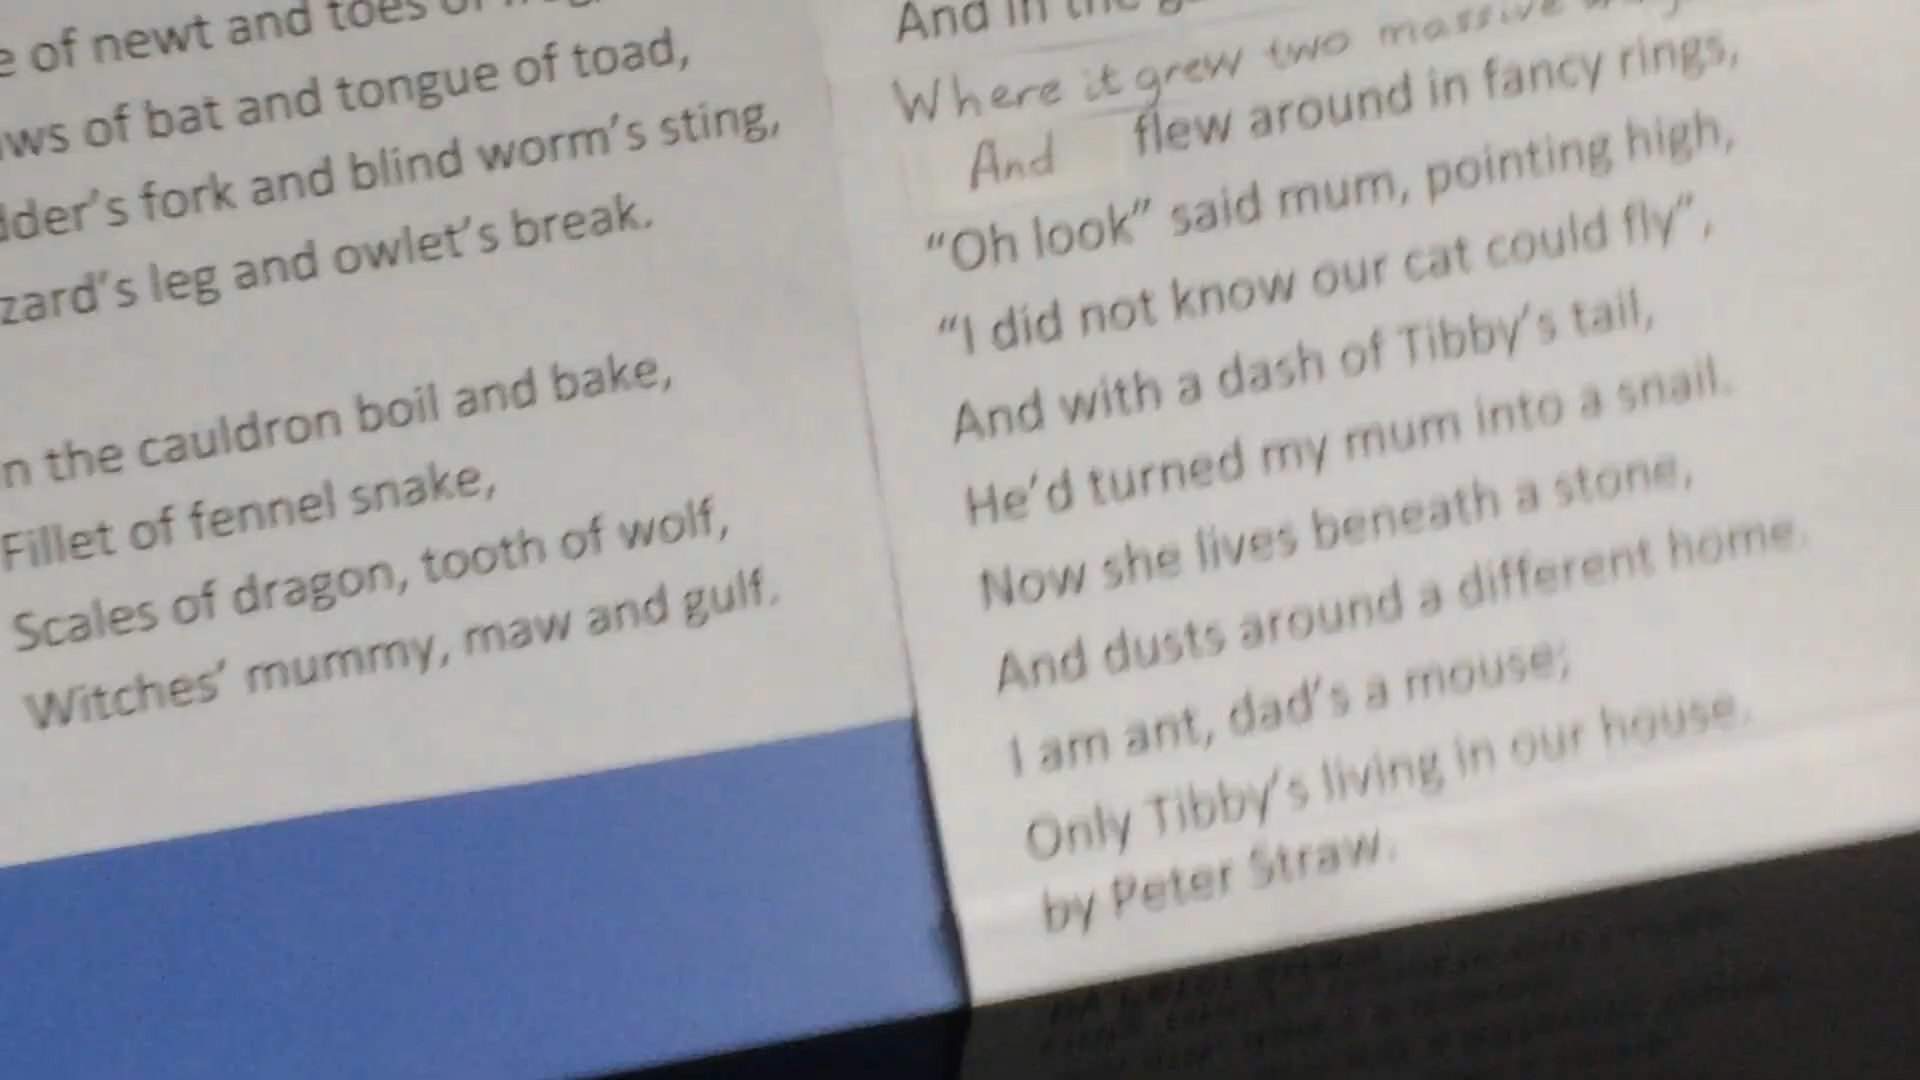 of newt and toes
of bat and tongue of toad,
fork and blind worm's sting,
leg and owlet's break.
the cauldron boil and bake,
Fillet of fennel snake,
Scales of dragon, tooth of wolf,
Witches' mummy, maw and gulf.
And in the
Where it grew two massive
And flew around in fancy rings,
"Oh look" said mum, pointing high,
"I did not know our cat could fly",
And with a dash of Tibby's tail,
He'd turned my mum into a snail.
Now she lives beneath a stone,
And dusts around a different home.
I am ant, dad's a mouse;
Only Tibby's living in our house.
by Peter Straw.